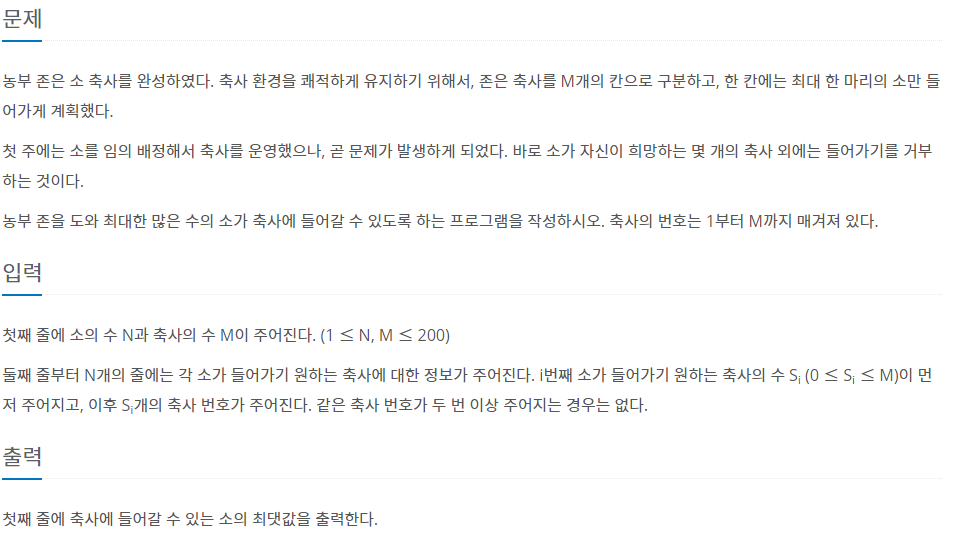 문제
농부 존은 소 축사를 완성하였다. 축사 환경을 쾌적하게 유지하기 위해서, 존은 축사를 M개의 칸으로 구분하고, 한 칸에는 최대 한 마리의 소만 들
어가게 계획했다.
첫 주에는 소를 임의 배정해서 축사를 운영했으나, 곧 문제가 발생하게 되었다. 바로 소가 자신이 희망하는 몇 개의 축사 외에는 들어가기를 거부
하는 것이다.
농부 존을 도와 최대한 많은 수의 소가 축사에 들어갈 수 있도록 하는 프로그램을 작성하시오. 축사의 번호는 1부터 M까지 매겨져 있다.
입력
첫째 줄에 소의 수 N과 축사의 수 M이 주어진다. (1 ≤ N, M ≤ 200)
둘째 줄부터 N개의 줄에는 각 소가 들어가기 원하는 축사에 대한 정보가 주어진다. i번째 소가 들어가기 원하는 축사의 수 Si (0 ≤ Si ≤ M)이 먼
저 주어지고, 이후 Si개의 축사 번호가 주어진다. 같은 축사 번호가 두 번 이상 주어지는 경우는 없다.
출력
첫째 줄에 축사에 들어갈 수 있는 소의 최댓값을 출력한다.